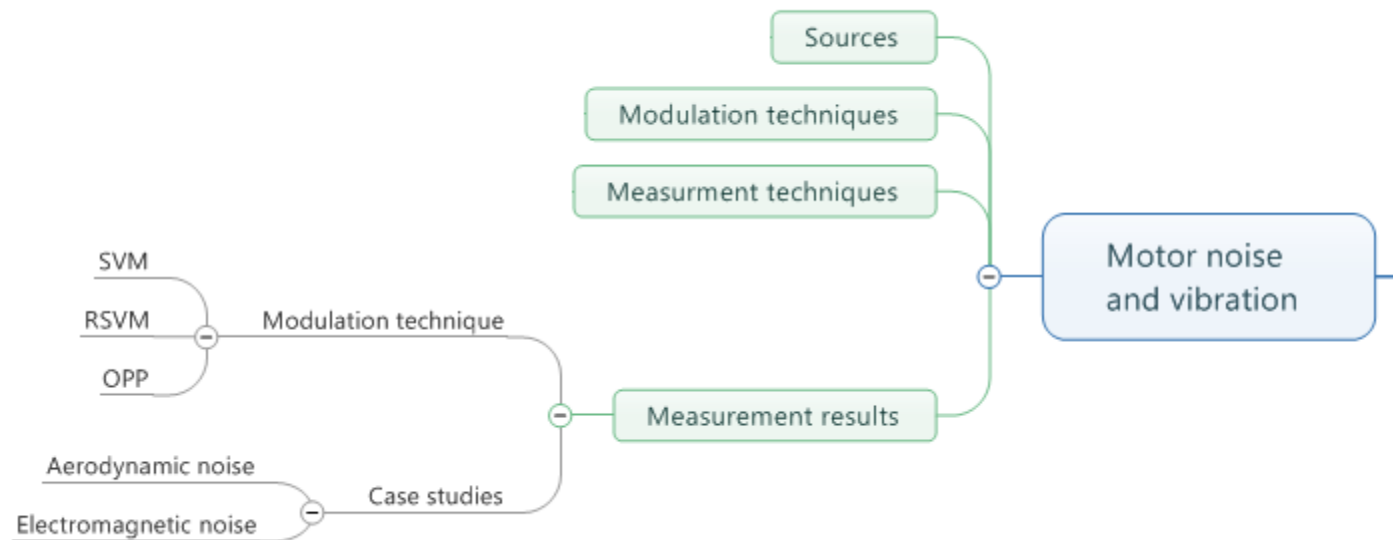 Sources
Modulation techniques
Measurment techniques
Motor noise
and vibration
SVM
RSVM
Modulation technique
OPP
Measurement results
Aerodynamic noise
Case studies
Electromagnetic noise